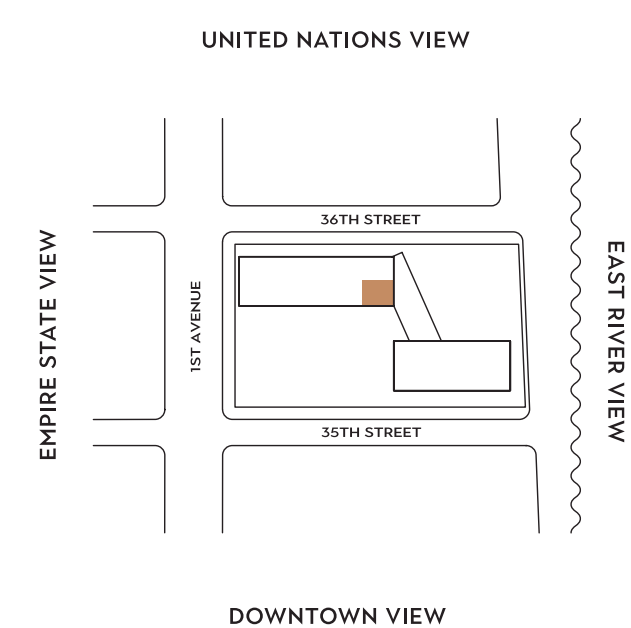 UNITED NATIONS VIEW
36TH STREET
EMPIRE STATE VIEW
1ST AVENUE
EAST RIVER VIEW
35TH STREET
DOWNTOWN VIEW